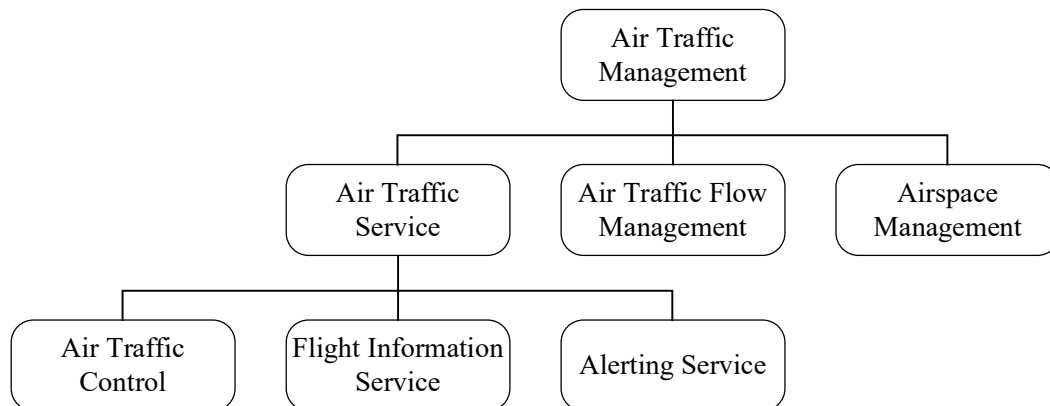 Air Traffic
Management
Air Traffic
Service
Air Traffic Flow
Management
Airspace
Management
Air Traffic
Control
Flight Information
Service
Alerting Service